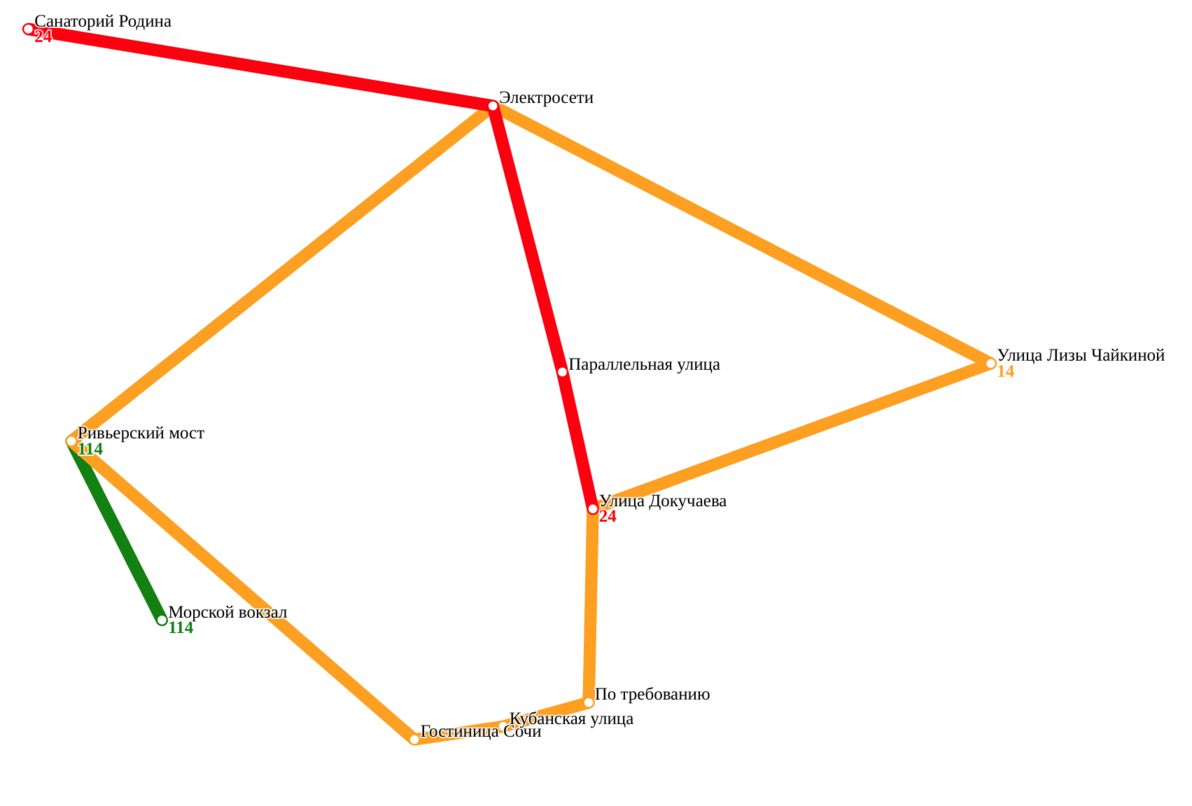 Санаторий Родина
24
Электросети
Улица Лизы Чайкиной
14
Параллельная улица
Ривьерский мост
114
Улица Докучаева
24
Морской вокзал
114
По требованию
Кубанская улица
Гостиница Сочи